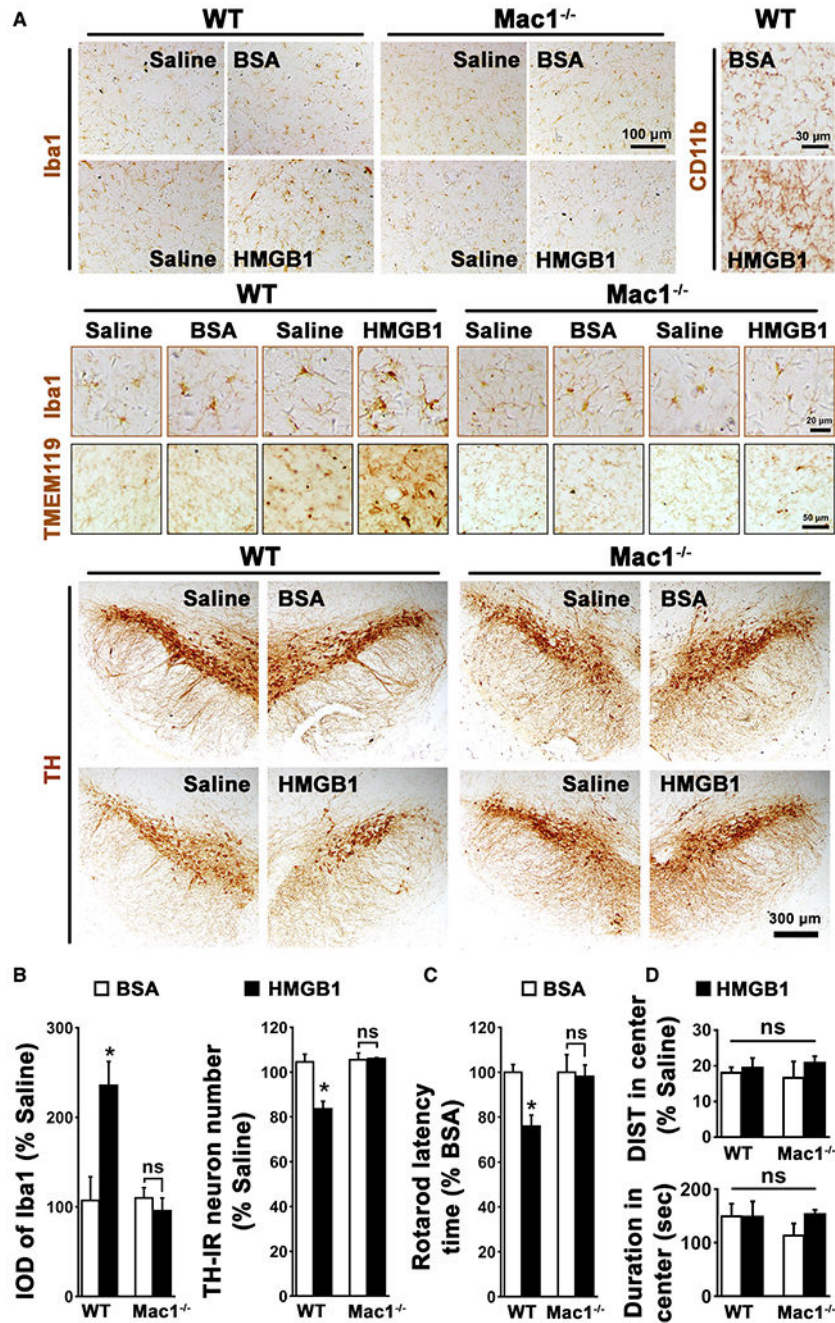 A
WT Mac1-/- WT
Saline BSA Saline BSA BSA
Iba1 100 µm CD11b 30 µm
Saline HMGB1 Saline HMGB1 HMGB1
WT Mac1-/-
Saline BSA Saline HMGB1 Saline BSA Saline HMGB1
Iba1 20 µm
TMEM119 50 µm
WT Mac1-/-
Saline BSA Saline BSA
TH
Saline HMGB1 Saline HMGB1
300 µm
B BSA HMGB1 C BSA D HMGB1
IOD of Iba1 (% Saline)
300
200
100
0
* ns
WT Mac1-/-
TH-IR neuron number
(% Saline)
120
100
80
60
40
20
0
* ns
WT Mac1-/-
Rotarod latency
time (% BSA)
120
100
80
60
40
20
0
* ns
WT Mac1-/-
DIST in center
(% Saline)
40
30
20
10
0
ns
WT Mac1-/-
Duration in
center (sec)
200
100
0
ns
WT Mac1-/-